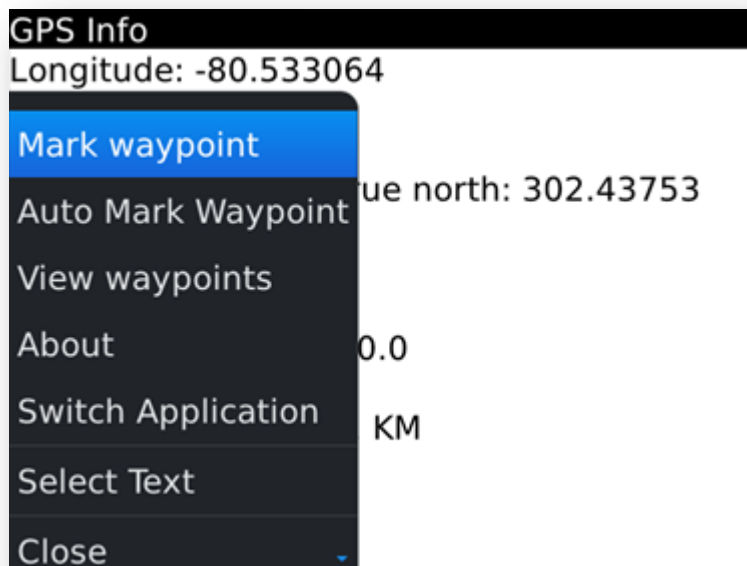 GPS Info
Longitude: -80.533064
Mark waypoint
Auto Mark Waypoint
rue north: 302.43753
View waypoints
About
0.0
Switch Application
KM
Select Text
Close